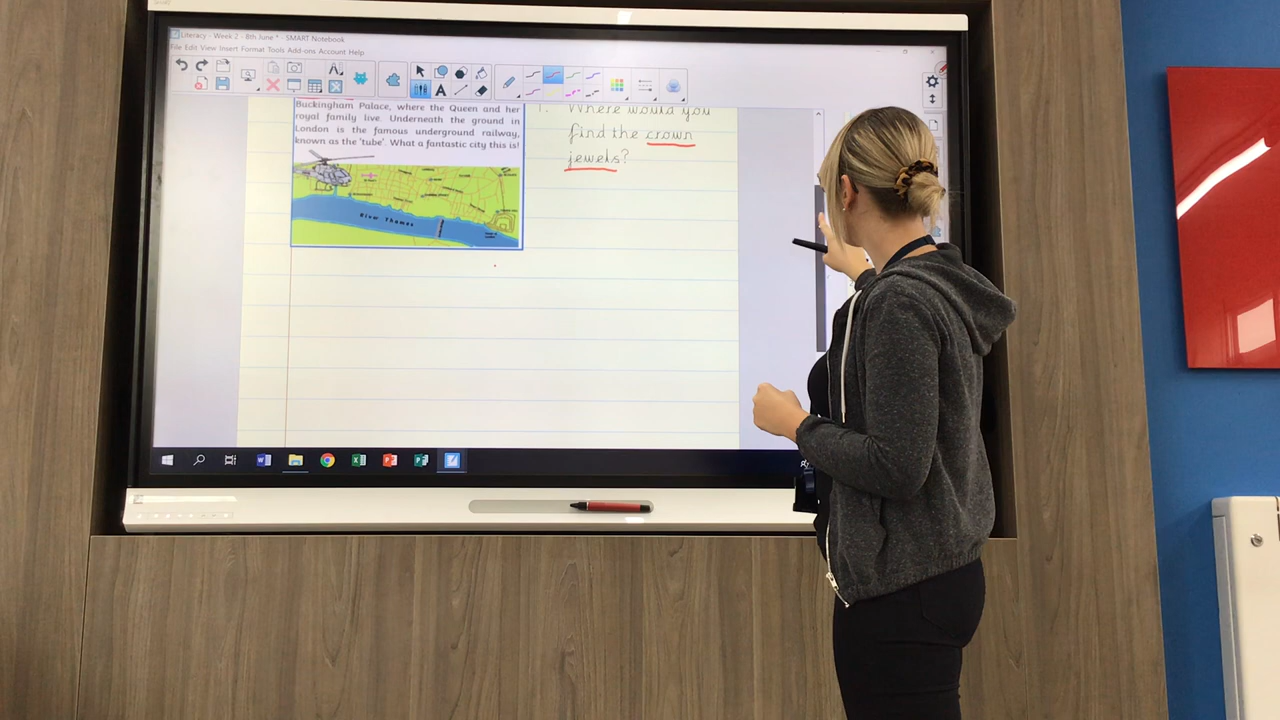 Literacy - Week 2 - 8th June * - SMART Notebook
File Edit View Insert Format Tools Add-ons Account Help
Buckingham Palace, where the Queen and her
royal family live. Underneath the ground in
London is the famous underground railway,
known as the 'tube'. What a fantastic city this is!
River Thames
1. Where would you
find the crown
jewels?